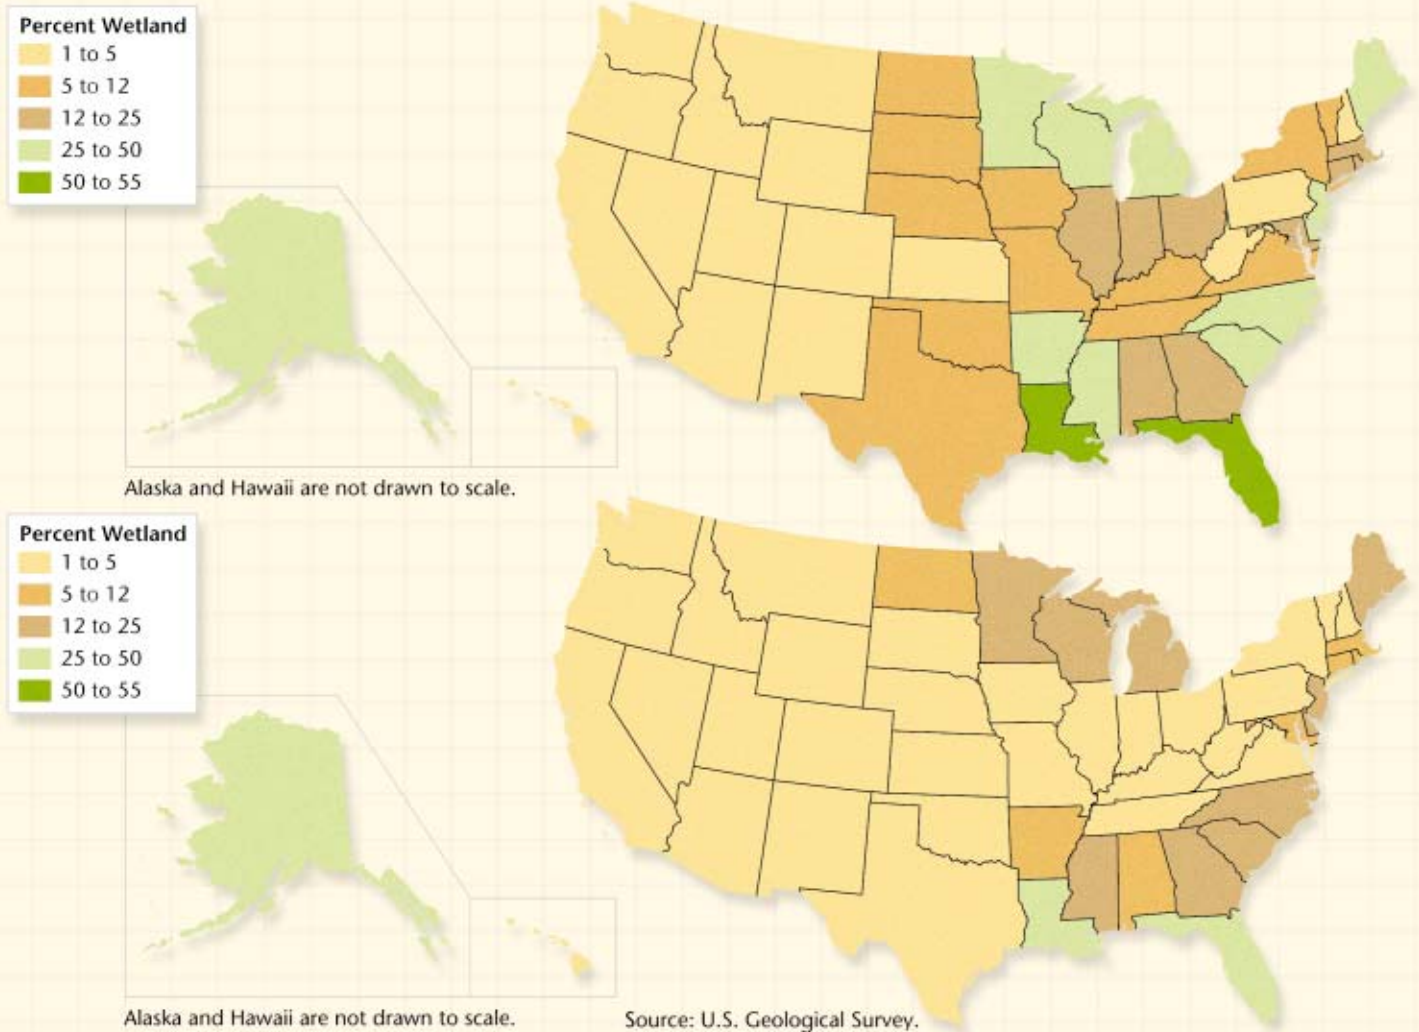 Percent Wetland
1 to 5
5 to 12
12 to 25
25 to 50
50 to 55
Alaska and Hawaii are not drawn to scale.
Percent Wetland
1 to 5
5 to 12
12 to 25
25 to 50
50 to 55
Alaska and Hawaii are not drawn to scale.
Source: U.S. Geological Survey.